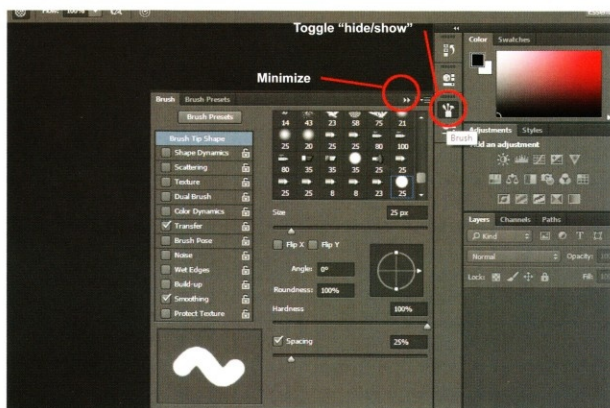 100%
Toggle "hide/show"
Minimize
Color Swatches
Brush Brush Presets
Brush Presets
Brush Tip Shape
Shape Dynamics
Scattering
Texture
Dual Brush
Color Dynamics
Transfer
Brush Pose
Noise
Wet Edges
Build-up
Smoothing
Protect Texture
14 43 23 58 75 21
25 20 25 25 80 100
80 35 35 35 25 25
25 25 8 8 23 25
Size 25 px
Flip X Flip Y
Angle: 0°
Roundness: 100%
Hardness 100%
Spacing 25%
Brush
Adjustments Styles
Add an adjustment
Layers Channels Paths
Kind
Normal Opacity:
Lock: Fill: